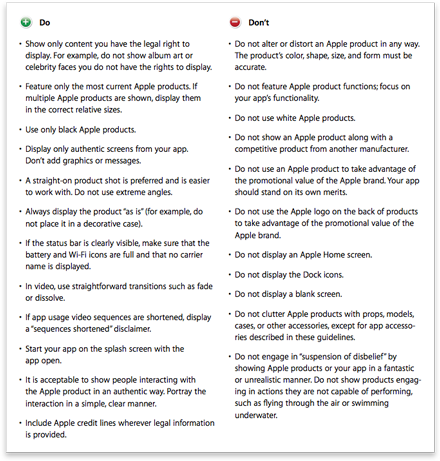 Do
• Show only content you have the legal right to
display. For example, do not show album art or
celebrity faces you do not have the rights to display.
• Feature only the most current Apple products. If
multiple Apple products are shown, display them
in the correct relative sizes.
• Use only black Apple products.
• Display only authentic screens from your app.
Don't add graphics or messages.
• A straight-on product shot is preferred and is easier
to work with. Do not use extreme angles.
• Always display the product “as is” (for example, do
not place it in a decorative case).
• If the status bar is clearly visible, make sure that the
battery and Wi-Fi icons are full and that no carrier
name is displayed.
• In video, use straightforward transitions such as fade
or dissolve.
• If app usage video sequences are shortened, display
a “sequences shortened” disclaimer.
• Start your app on the splash screen with the
app open.
• It is acceptable to show people interacting with
the Apple product in an authentic way. Portray the
interaction in a simple, clear manner.
• Include Apple credit lines wherever legal information
is provided.
Don't
• Do not alter or distort an Apple product in any way.
The product's color, shape, size, and form must be
accurate.
• Do not feature Apple product functions; focus on
your app's functionality.
• Do not use white Apple products.
• Do not show an Apple product along with a
competitive product from another manufacturer.
• Do not use an Apple product to take advantage of
the promotional value of the Apple brand. Your app
should stand on its own merits.
• Do not use the Apple logo on the back of products
to take advantage of the promotional value of the
Apple brand.
• Do not display an Apple Home screen.
• Do not display the Dock icons.
• Do not display a blank screen.
• Do not clutter Apple products with props, models,
cases, or other accessories, except for app accesso-
ries described in these guidelines.
• Do not engage in “suspension of disbelief” by
showing Apple products or your app in a fantastic
or unrealistic manner. Do not show products engag-
ing in actions they are not capable of performing,
such as flying through the air or swimming
underwater.